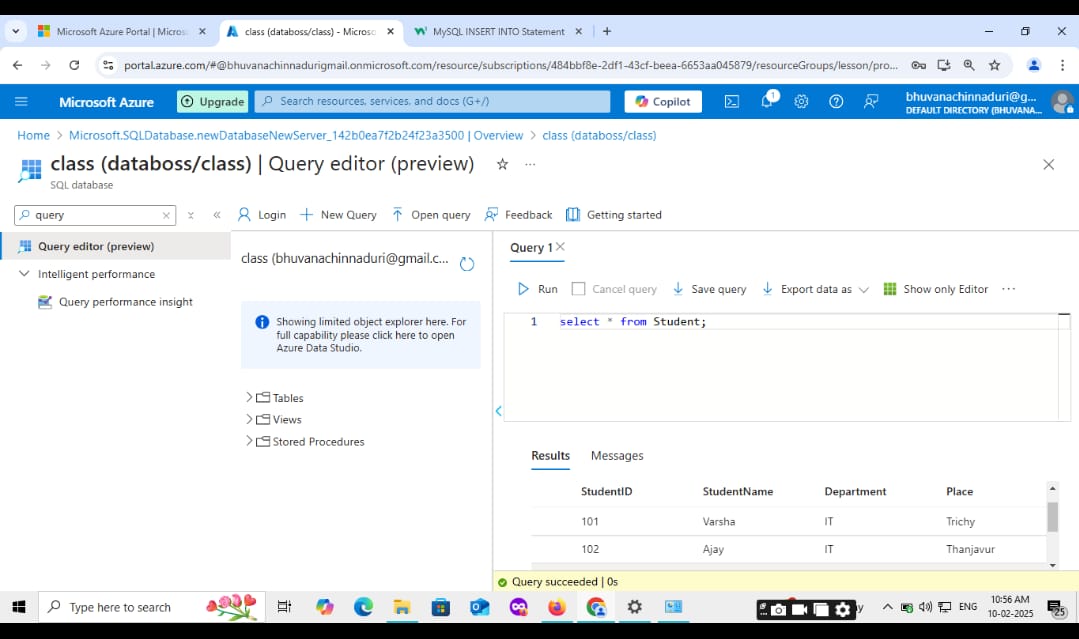 Microsoft Azure Portal | Micros
class (databoss/class) - Microso
MySQL INSERT INTO Statement
portal.azure.com/#@bhuvanachinnadurigmail.onmicrosoft.com/resource/subscriptions/484bbf8e-2df1-43cf-beea-6653aa045879/resourceGroups/lesson/pro...
Microsoft Azure
Upgrade
Search resources, services, and docs (G+/)
Copilot
1
bhuvanachinnaduri@g...
DEFAULT DIRECTORY (BHUVANA...
Home > Microsoft.SQLDatabase.newDatabaseNewServer_142b0ea7f2b24f23a3500 | Overview > class (databoss/class)
class (databoss/class) | Query editor (preview)
SQL database
query
Login
New Query
Open query
Feedback
Getting started
Query editor (preview)
Intelligent performance
Query performance insight
class (bhuvanachinnaduri@gmail.c...
Showing limited object explorer here. For
full capability please click here to open
Azure Data Studio.
Tables
Views
Stored Procedures
Query 1
Run
Cancel query
Save query
Export data as
Show only Editor
1 select * from Student;
Results
Messages
StudentID StudentName Department Place
101 Varsha IT Trichy
102 Ajay IT Thanjavur
Query succeeded | 0s
Type here to search
ENG
10:56 AM
10-02-2025
25